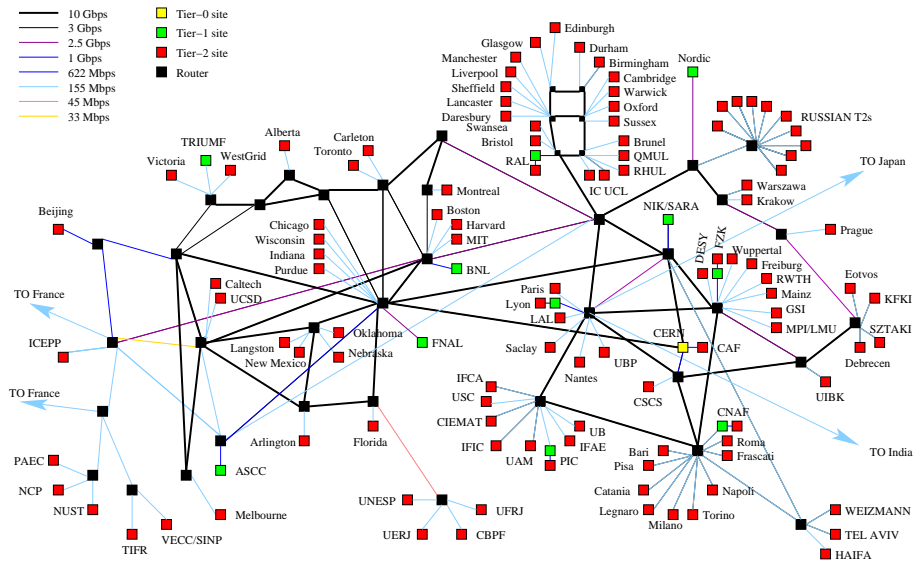 10 Gbps
3 Gbps
2.5 Gbps
1 Gbps
622 Mbps
155 Mbps
45 Mbps
33 Mbps
Tier−0 site
Tier−1 site
Tier−2 site
Router
Edinburgh
Glasgow
Durham
Manchester
Birmingham
Liverpool
Cambridge
Sheffield
Warwick
Lancaster
Oxford
Daresbury
Sussex
Swansea
Bristol
Brunel
RAL
QMUL
RHUL
IC UCL
Nordic
RUSSIAN T2s
TO Japan
Warszawa
Krakow
Prague
TRIUMF
Alberta
Carleton
Toronto
Victoria
WestGrid
Montreal
Beijing
Chicago
Wisconsin
Indiana
Purdue
Boston
Harvard
MIT
BNL
NIK/SARA
DESY
FZK
Wuppertal
Freiburg
RWTH
Mainz
GSI
MPI/LMU
Eotvos
KFKI
SZTAKI
Debrecen
UIBK
TO France
Caltech
UCSD
ICEPP
Paris
Lyon
LAL
Saclay
Nantes
UBP
CERN
CAF
CSCS
Langston
New Mexico
Oklahoma
Nebraska
FNAL
TO France
IFCA
USC
CIEMAT
IFIC
UAM
PIC
IFAE
UB
CNAF
Roma
Frascati
Bari
Pisa
Catania
Legnaro
Milano
Torino
Napoli
TO India
Arlington
Florida
PAEC
NCP
NUST
TIFR
VECC/SINP
ASCC
Melbourne
UNESP
UFRJ
UERJ
CBPF
WEIZMANN
TEL AVIV
HAIFA